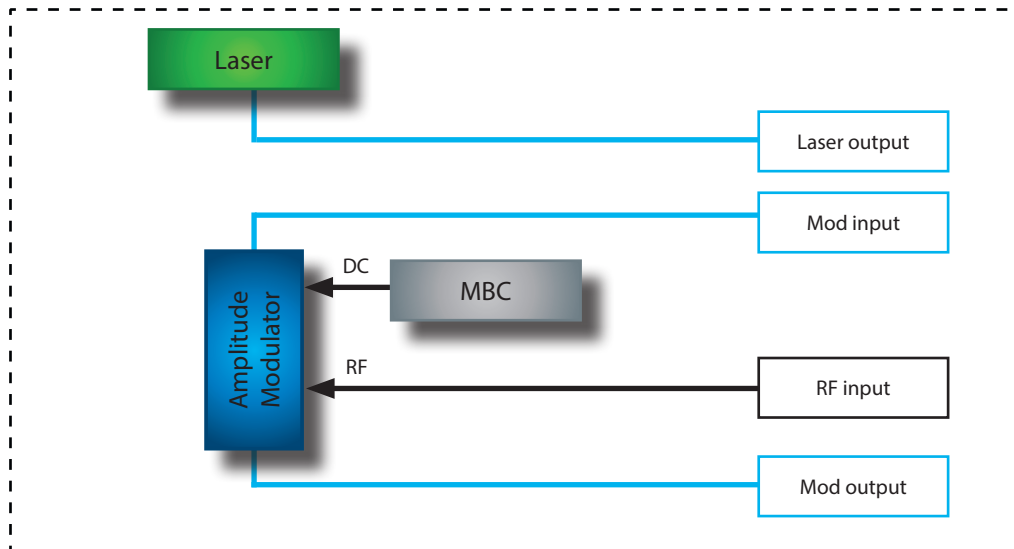 Laser
Laser output
Mod input
DC
MBC
Amplitude
Modulator
RF
RF input
Mod output